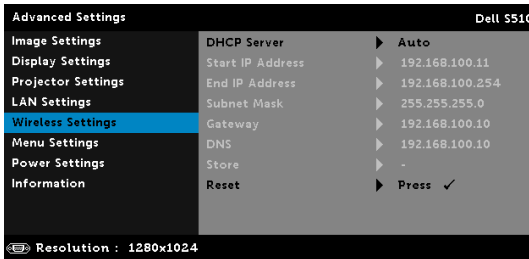 Advanced Settings Dell S510
Image Settings DHCP Server Auto
Display Settings Start IP Address 192.168.100.11
Projector Settings End IP Address 192.168.100.254
LAN Settings Subnet Mask 255.255.255.0
Wireless Settings Gateway 192.168.100.10
Menu Settings DNS 192.168.100.10
Power Settings Store -
Information Reset Press ✓
Resolution : 1280x1024